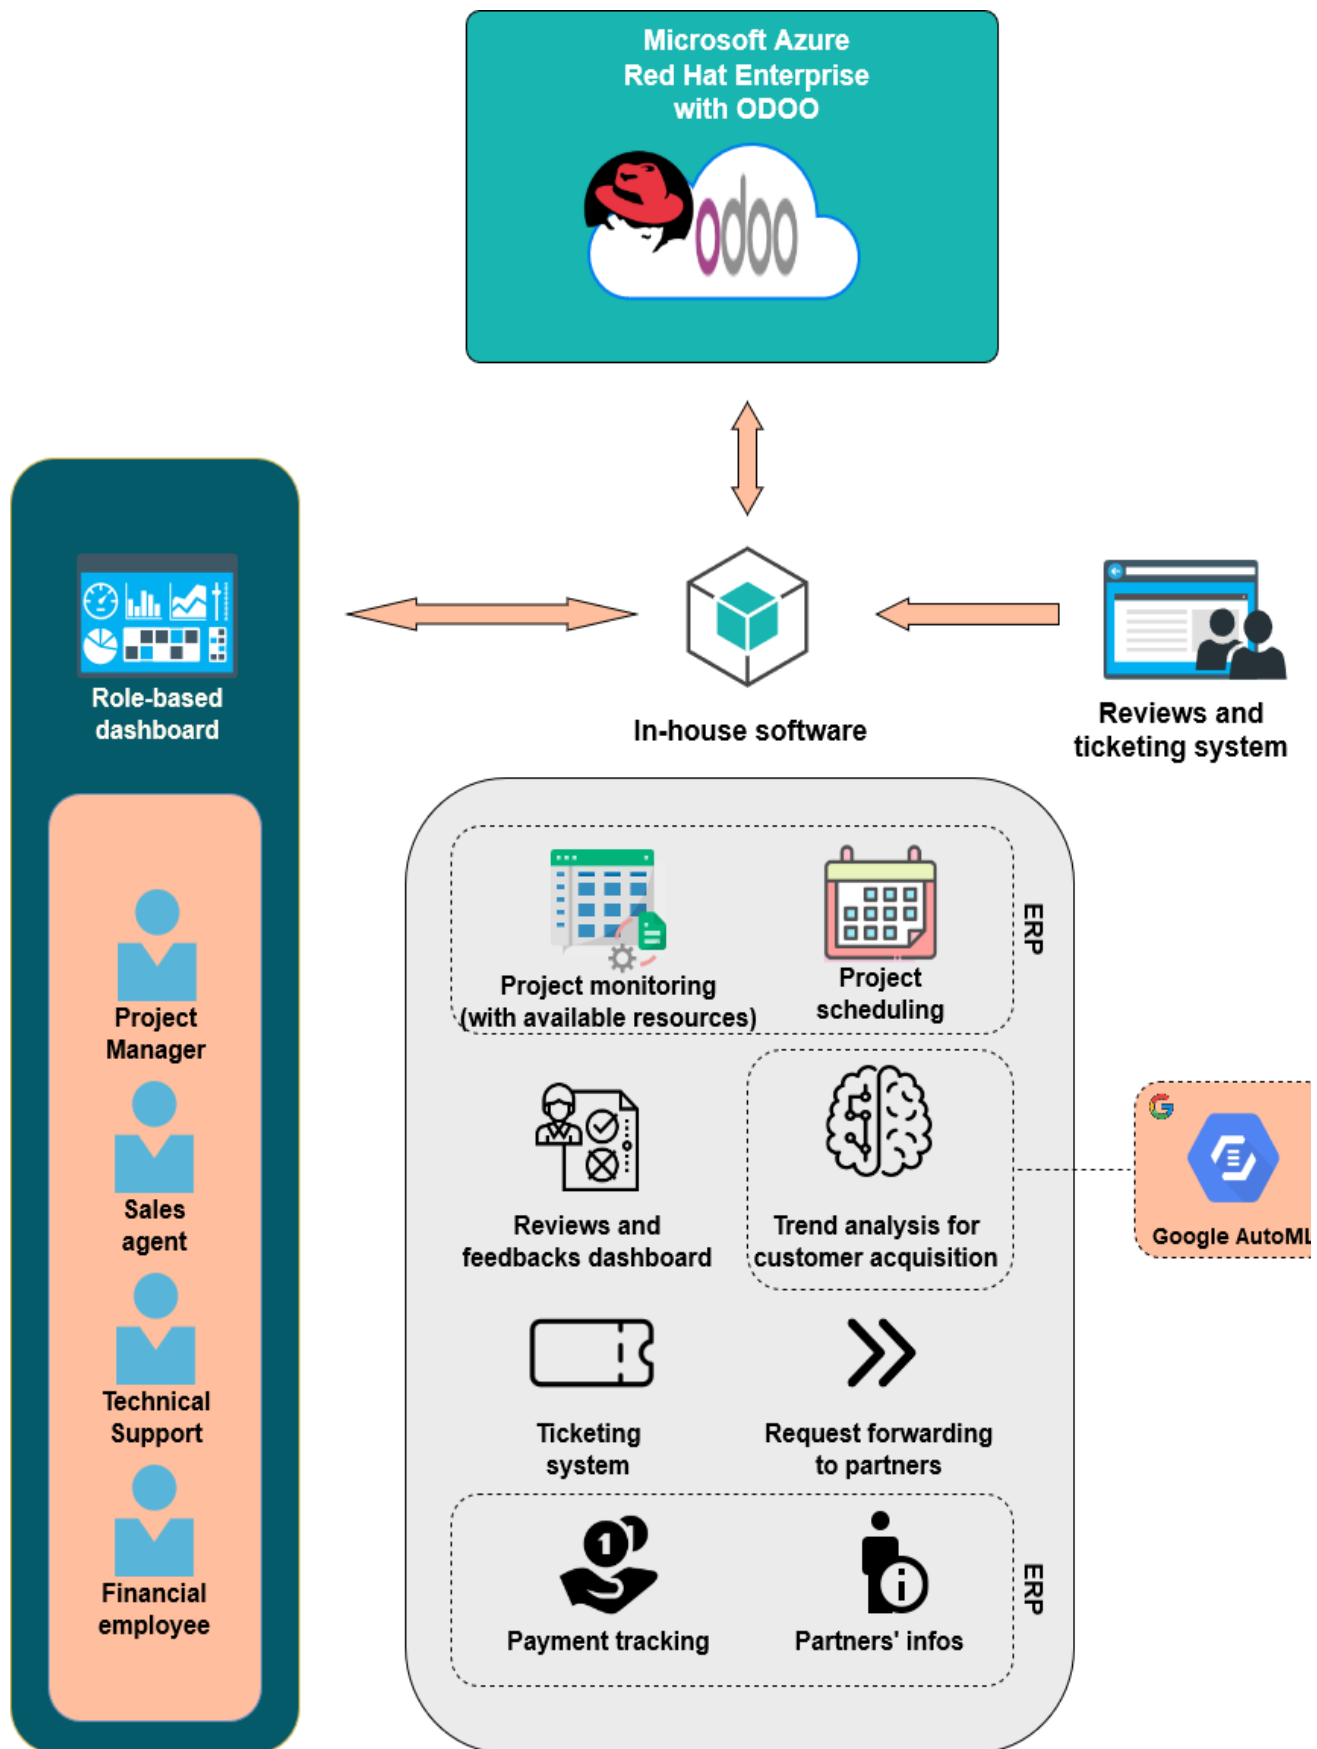 Microsoft Azure
Red Hat Enterprise
with ODOO
odoo
Role-based
dashboard
In-house software
Reviews and
ticketing system
Project
Manager
Sales
agent
Technical
Support
Financial
employee
Project monitoring
(with available resources)
Project
scheduling
ERP
Reviews and
feedbacks dashboard
Trend analysis for
customer acquisition
G
Google AutoML
Ticketing
system
Request forwarding
to partners
1
1
Payment tracking
i
Partners' infos
ERP